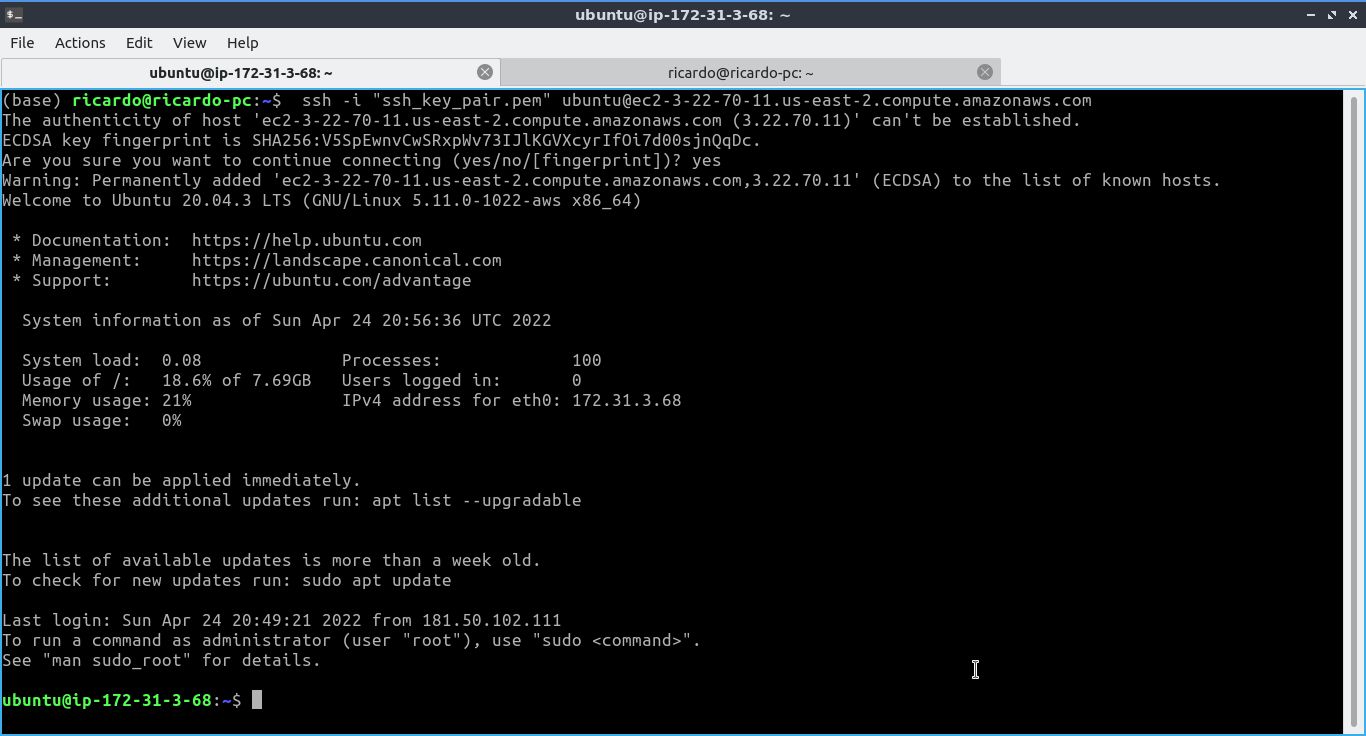 ubuntu@ip-172-31-3-68: ~
File Actions Edit View Help
ubuntu@ip-172-31-3-68: ~ ricardo@ricardo-pc: ~
(base) ricardo@ricardo-pc:~$  ssh -i "ssh_key_pair.pem" ubuntu@ec2-3-22-70-11.us-east-2.compute.amazonaws.com
The authenticity of host 'ec2-3-22-70-11.us-east-2.compute.amazonaws.com (3.22.70.11)' can't be established.
ECDSA key fingerprint is SHA256:V5SpEwnvCwSRxpWv73IJlKGVXcyrIfOi7d00sjnQqDc.
Are you sure you want to continue connecting (yes/no/[fingerprint])? yes
Warning: Permanently added 'ec2-3-22-70-11.us-east-2.compute.amazonaws.com,3.22.70.11' (ECDSA) to the list of known hosts.
Welcome to Ubuntu 20.04.3 LTS (GNU/Linux 5.11.0-1022-aws x86_64)
 * Documentation:  https://help.ubuntu.com
 * Management:     https://landscape.canonical.com
 * Support:        https://ubuntu.com/advantage
  System information as of Sun Apr 24 20:56:36 UTC 2022
  System load:  0.08              Processes:             100
  Usage of /:   18.6% of 7.69GB   Users logged in:       0
  Memory usage: 21%               IPv4 address for eth0: 172.31.3.68
  Swap usage:   0%
1 update can be applied immediately.
To see these additional updates run: apt list --upgradable
The list of available updates is more than a week old.
To check for new updates run: sudo apt update
Last login: Sun Apr 24 20:49:21 2022 from 181.50.102.111
To run a command as administrator (user "root"), use "sudo <command>".
See "man sudo_root" for details.
ubuntu@ip-172-31-3-68:~$